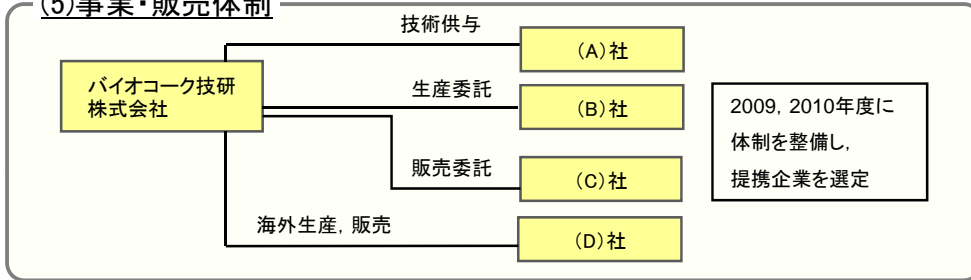 (5)事業・販売体制
技術供与
(A)社
バイオコーク技研
株式会社
生産委託
(B)社
2009, 2010年度に
体制を整備し,
提携企業を選定
販売委託
(C)社
海外生産, 販売
(D)社